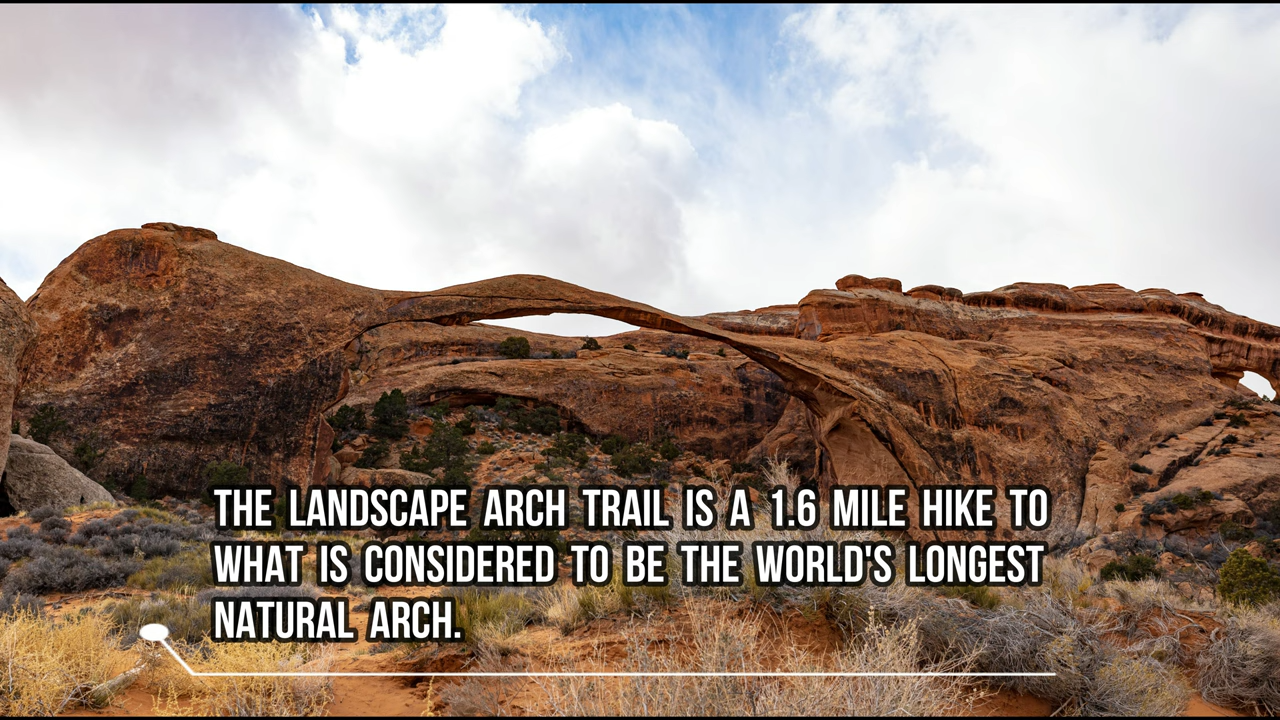 THE LANDSCAPE ARCH TRAIL IS A 1.6 MILE HIKE TO
WHAT IS CONSIDERED TO BE THE WORLD'S LONGEST
NATURAL ARCH.